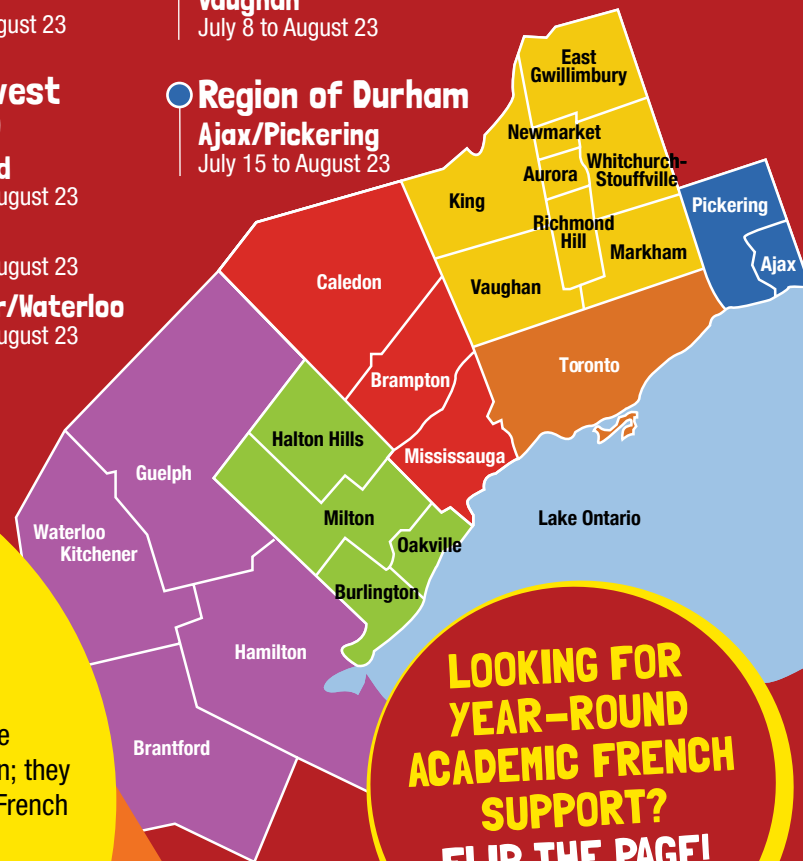 gust 23
Vaughan
July 8 to August 23
Region of Durham
Ajax/Pickering
July 15 to August 23
vest
d
ugust 23
ugust 23
r/Waterloo
ugust 23
East
Gwillimbury
Newmarket
Whitchurch-
Stouffville
Aurora
King
Richmond
Hill
Markham
Vaughan
Pickering
Ajax
Caledon
Brampton
Toronto
Mississauga
Halton Hills
Guelph
Milton
Oakville
Lake Ontario
Waterloo
Kitchener
Burlington
Hamilton
Brantford
e
n; they
French
LOOKING FOR
YEAR-ROUND
ACADEMIC FRENCH
SUPPORT?
FLIP THE PAGE!